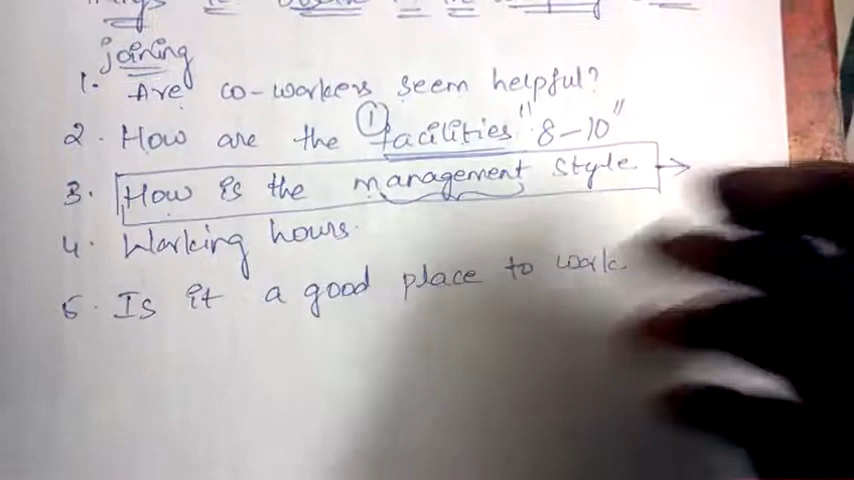 joining
1. Are co-workers seem helpful?
2. How are the ① facilities "8-10"
3. How is the management style →
4. Working hours.
5. Is it a good place to work.